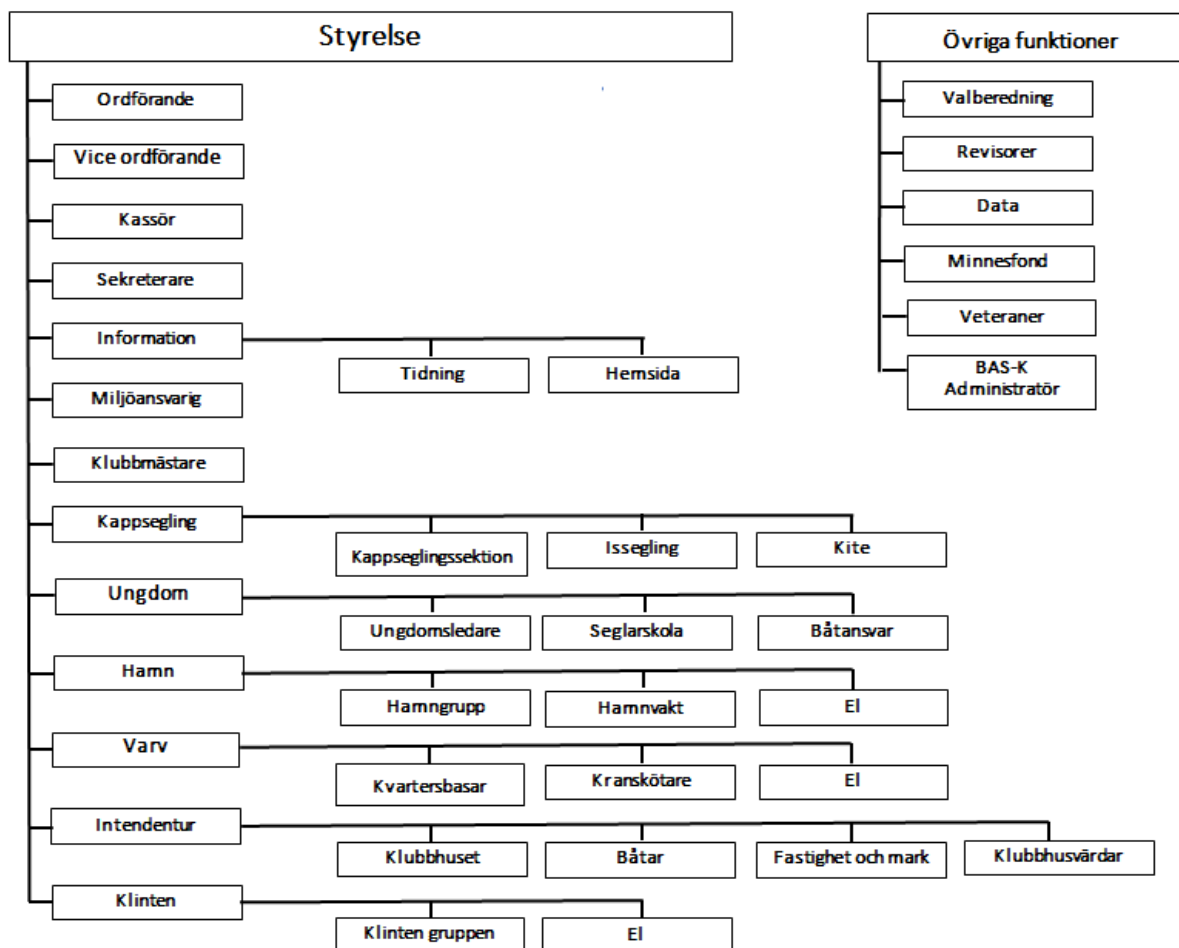 Styrelse
Ordförande
Vice ordförande
Kassör
Sekreterare
Information
Tidning
Hemsida
Miljöansvarig
Klubbmästare
Kappsegling
Kappseglingssektion
Issegling
Kite
Ungdom
Ungdomsledare
Seglarskola
Båtansvar
Hamn
Hamngrupp
Hamnvakt
El
Varv
Kvartersbasar
Kranskötare
El
Intendentur
Klubbhuset
Båtar
Fastighet och mark
Klubbhusvärdar
Klinten
Klinten gruppen
El
Övriga funktioner
Valberedning
Revisorer
Data
Minnesfond
Veteraner
BAS-K
Administratör